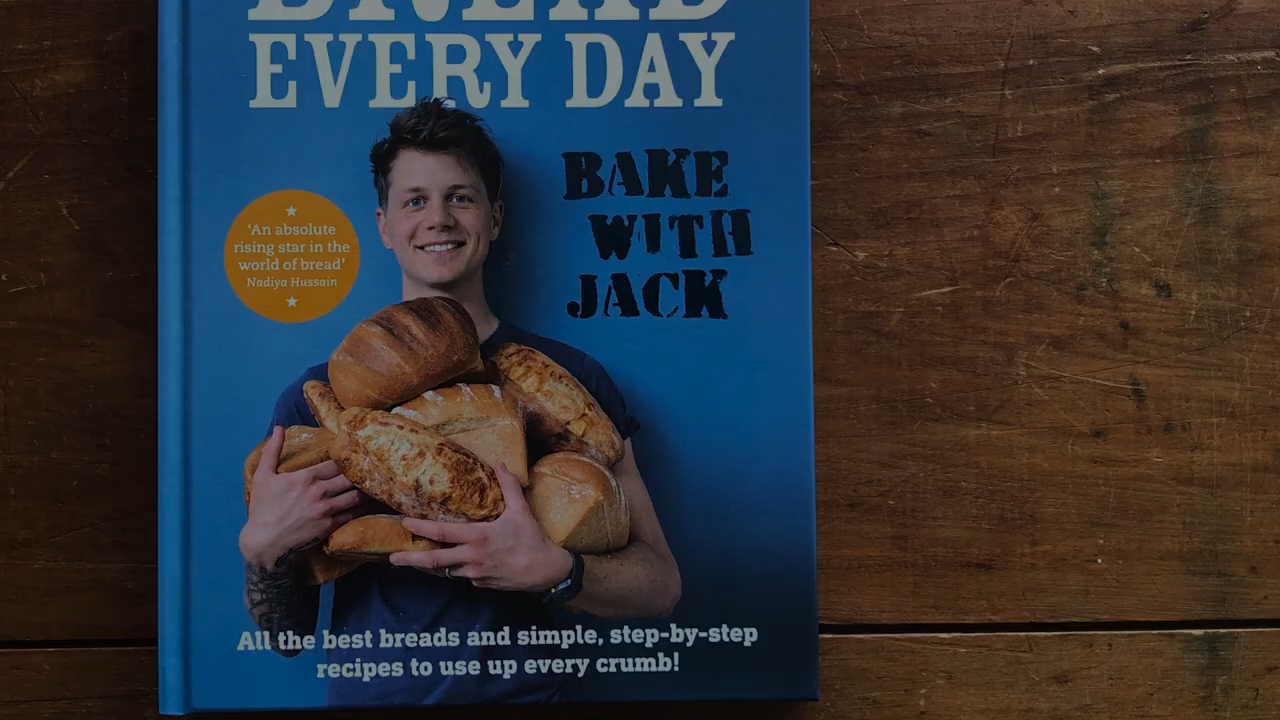 BREAD
EVERY DAY
BAKE
WITH
JACK
'An absolute
rising star in the
world of bread'
Nadiya Hussain
All the best breads and simple, step-by-step
recipes to use up every crumb!